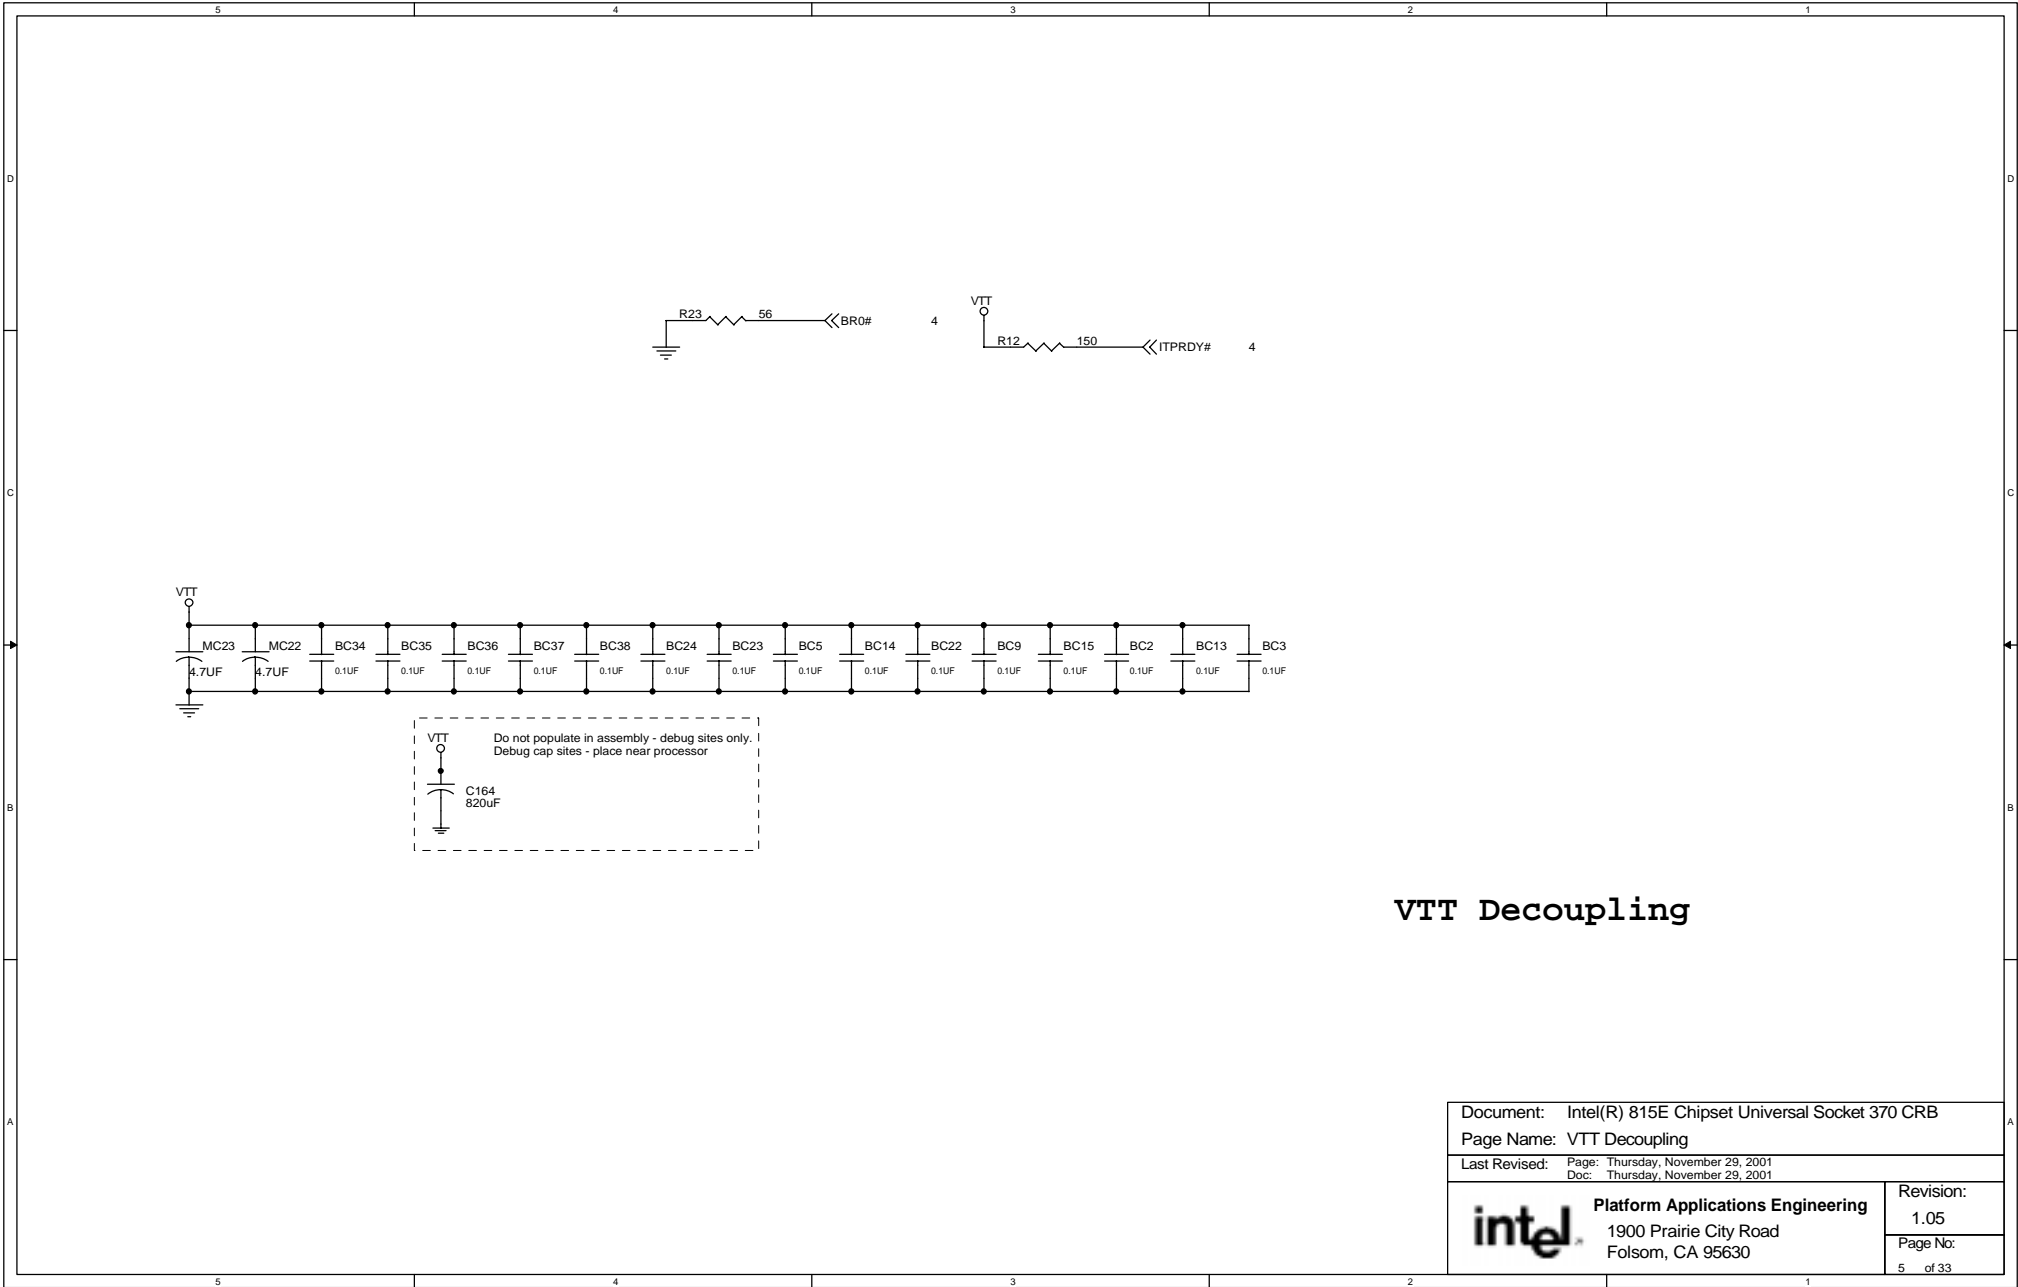 5 4 3 2 1
D D
R23 56 BR0# 4
VTT
R12 150 ITPRDY# 4
C C
VTT
MC23 MC22 BC34 BC35 BC36 BC37 BC38 BC24 BC23 BC5 BC14 BC22 BC9 BC15 BC2 BC13 BC3
4.7UF 4.7UF 0.1UF 0.1UF 0.1UF 0.1UF 0.1UF 0.1UF 0.1UF 0.1UF 0.1UF 0.1UF 0.1UF 0.1UF 0.1UF 0.1UF 0.1UF
VTT
Do not populate in assembly - debug sites only.
Debug cap sites - place near processor
C164
820uF
B B
VTT Decoupling
A A
Document: Intel(R) 815E Chipset Universal Socket 370 CRB
Page Name: VTT Decoupling
Last Revised: Page: Thursday, November 29, 2001
Doc: Thursday, November 29, 2001
intel
Platform Applications Engineering
1900 Prairie City Road
Folsom, CA 95630
Revision:
1.05
Page No:
5 of 33
5 4 3 2 1